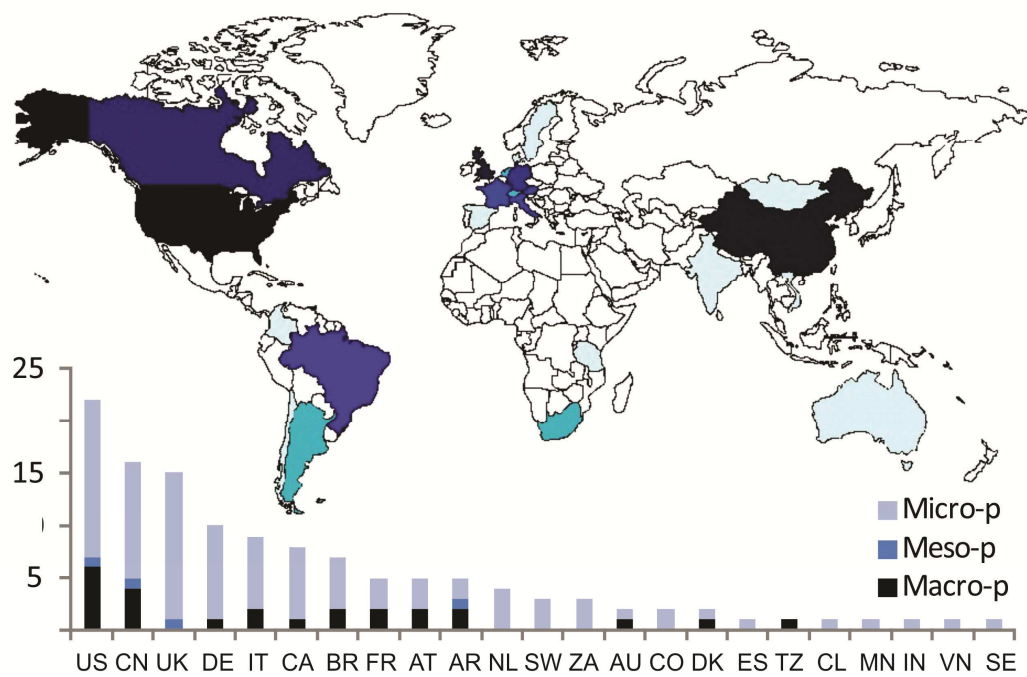 25
15
5
Micro-p
Meso-p
Macro-p
US CN UK DE IT CA BR FR AT AR NL SW ZA AU CO DK ES TZ CL MN IN VN SE